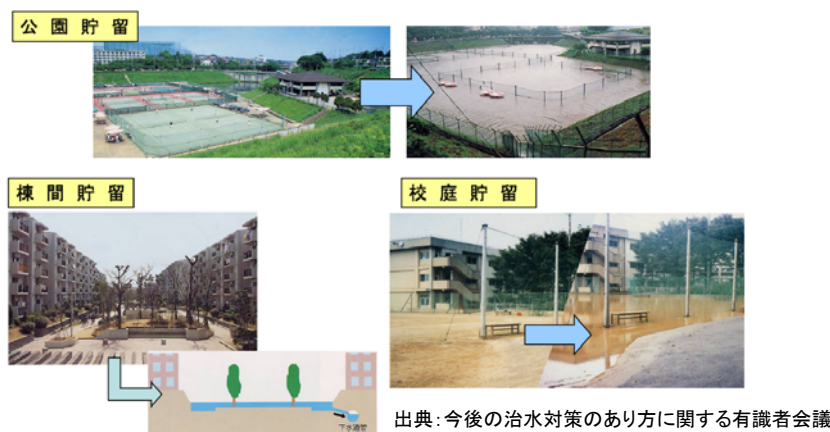 公園貯留
棟間貯留
校庭貯留
下水道管
出典：今後の治水対策のあり方に関する有識者会議